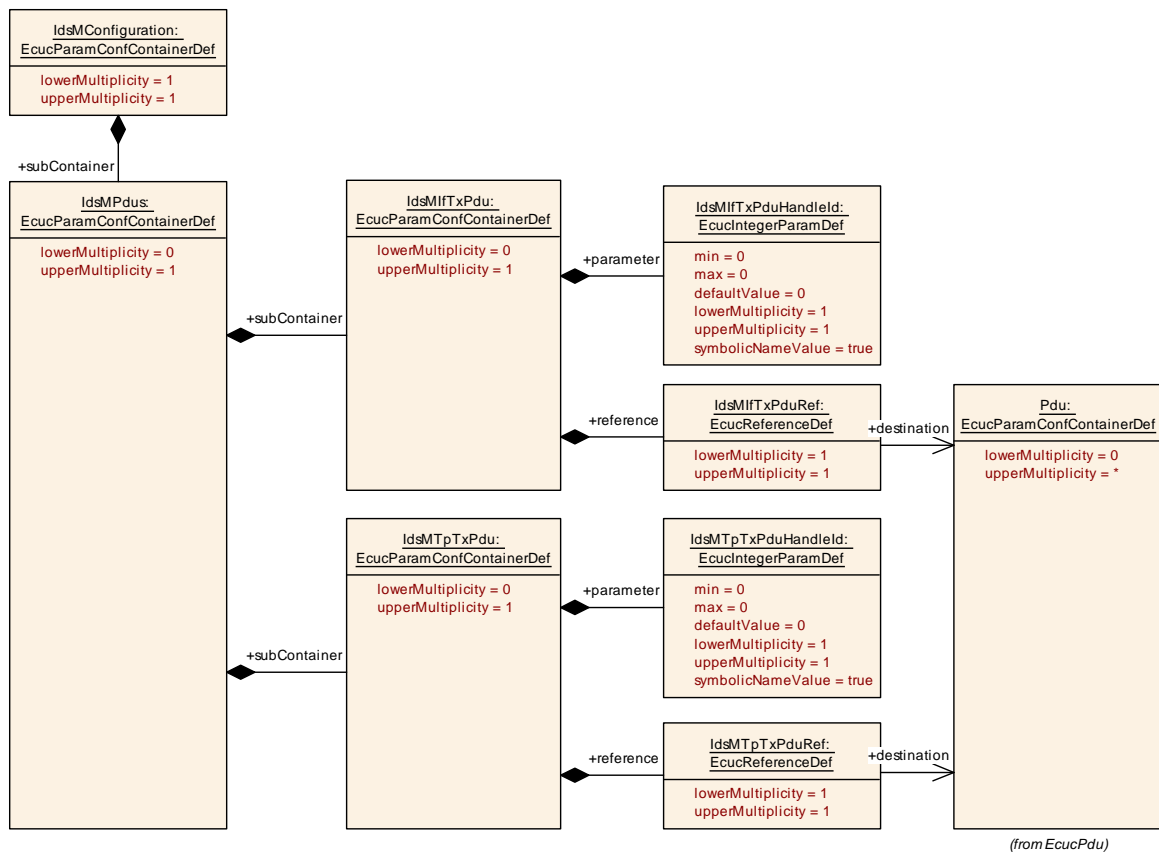 IdsMConfiguration:
EcucParamConfContainerDef
lowerMultiplicity = 1
upperMultiplicity = 1
+subContainer
IdsMPdus:
EcucParamConfContainerDef
lowerMultiplicity = 0
upperMultiplicity = 1
+subContainer
+subContainer
IdsMIfTxPdu:
EcucParamConfContainerDef
lowerMultiplicity = 0
upperMultiplicity = 1
+parameter
IdsMIfTxPduHandleId:
EcucIntegerParamDef
min = 0
max = 0
defaultValue = 0
lowerMultiplicity = 1
upperMultiplicity = 1
symbolicNameValue = true
+reference
IdsMIfTxPduRef:
EcucReferenceDef
lowerMultiplicity = 1
upperMultiplicity = 1
+destination
Pdu:
EcucParamConfContainerDef
lowerMultiplicity = 0
upperMultiplicity = *
IdsMTpTxPdu:
EcucParamConfContainerDef
lowerMultiplicity = 0
upperMultiplicity = 1
+parameter
IdsMTpTxPduHandleId:
EcucIntegerParamDef
min = 0
max = 0
defaultValue = 0
lowerMultiplicity = 1
upperMultiplicity = 1
symbolicNameValue = true
+reference
IdsMTpTxPduRef:
EcucReferenceDef
lowerMultiplicity = 1
upperMultiplicity = 1
+destination
(from EcucPdu)